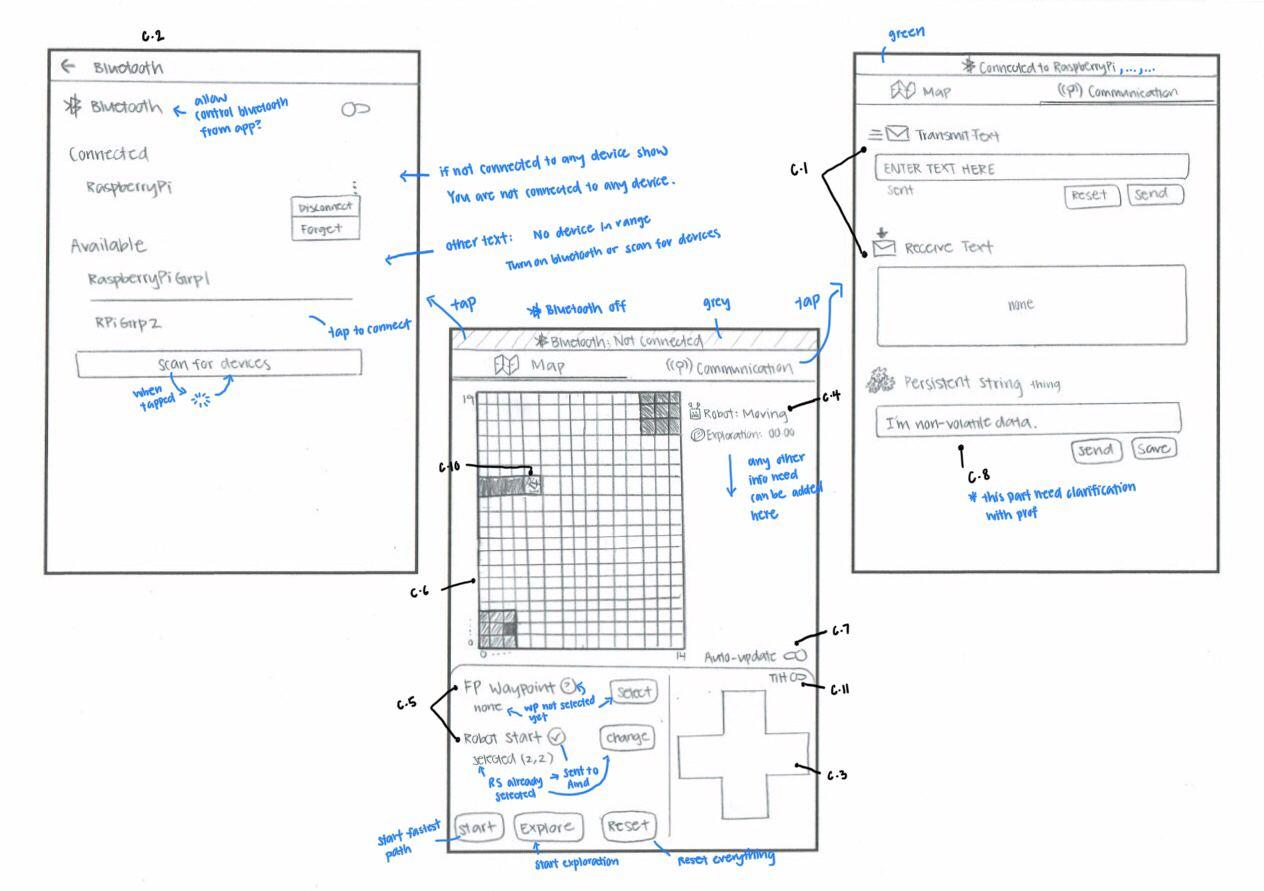 C.2
← Bluetooth
Bluetooth
allow
control bluetooth
from app?
Connected
RaspberryPi
Disconnect
Forget
Available
RaspberryPiGrp1
RPiGrp2
tap to connect
Scan for devices
when
tapped
if not connected to any device show
You are not connected to any device.
other text: No device in range
Turn on bluetooth or scan for devices
tap
Bluetooth off
grey
tap
Bluetooth: Not Connected
Map
((ꟼP)) Communication
19
C.10
C.6
0
0 ....
14
Robot: Moving
C.4
Exploration: 00:00
any other
info need
can be added
here
C.7
Auto-update
C.5
FP Waypoint ?
none
wp not selected
yet
Select
Robot Start
selected (2,2)
RS already
selected
sent to
Amd
Change
start fastest
path
Start
Explore
Reset
Start exploration
Reset everything
Tilt
C.11
C.3
green
Connected to RaspberryPi, ..., ...
Map
Communication
C.1
Transmit Text
ENTER TEXT HERE
sent
Reset
Send
Receive Text
none
Persistent String thing
I'm non-volatile data.
Send
Save
C.8
* this part need clarification
with prof